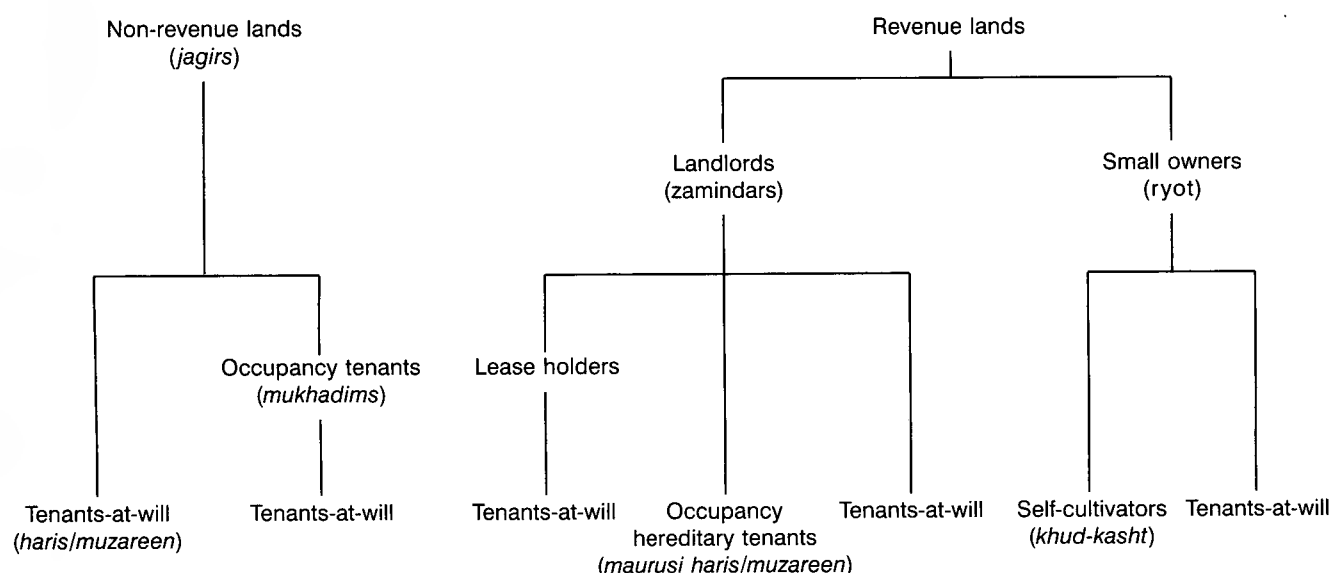 Non-revenue lands
(jagirs)
Revenue lands
Landlords
(zamindars)
Small owners
(ryot)
Occupancy tenants
(mukhadims)
Lease holders
Tenants-at-will
(haris/muzareen)
Tenants-at-will
Tenants-at-will
Occupancy
hereditary tenants
(maurusi haris/muzareen)
Tenants-at-will
Self-cultivators
(khud-kasht)
Tenants-at-will